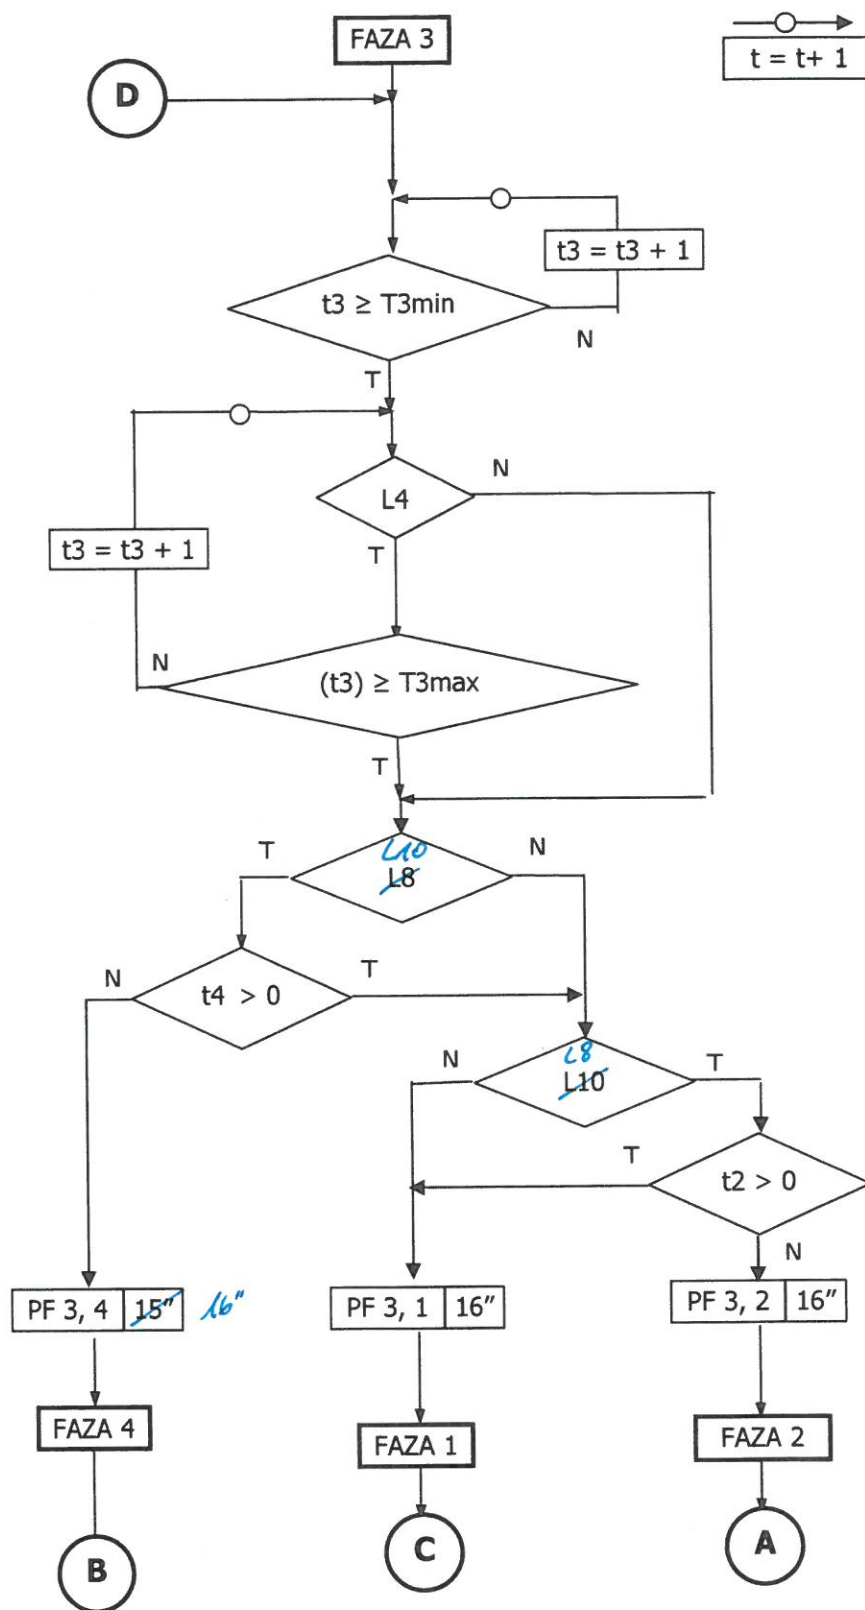 FAZA 3
t = t+ 1
D
t3 = t3 + 1
t3 ≥ T3min
N
T
N
L4
t3 = t3 + 1
T
N
(t3) ≥ T3max
T
T
L10
N
L8
N
T
t4 > 0
N
L8
T
L10
T
t2 > 0
N
PF 3, 4 15” 16"
PF 3, 1 16”
PF 3, 2 16”
FAZA 4
FAZA 1
FAZA 2
B
C
A